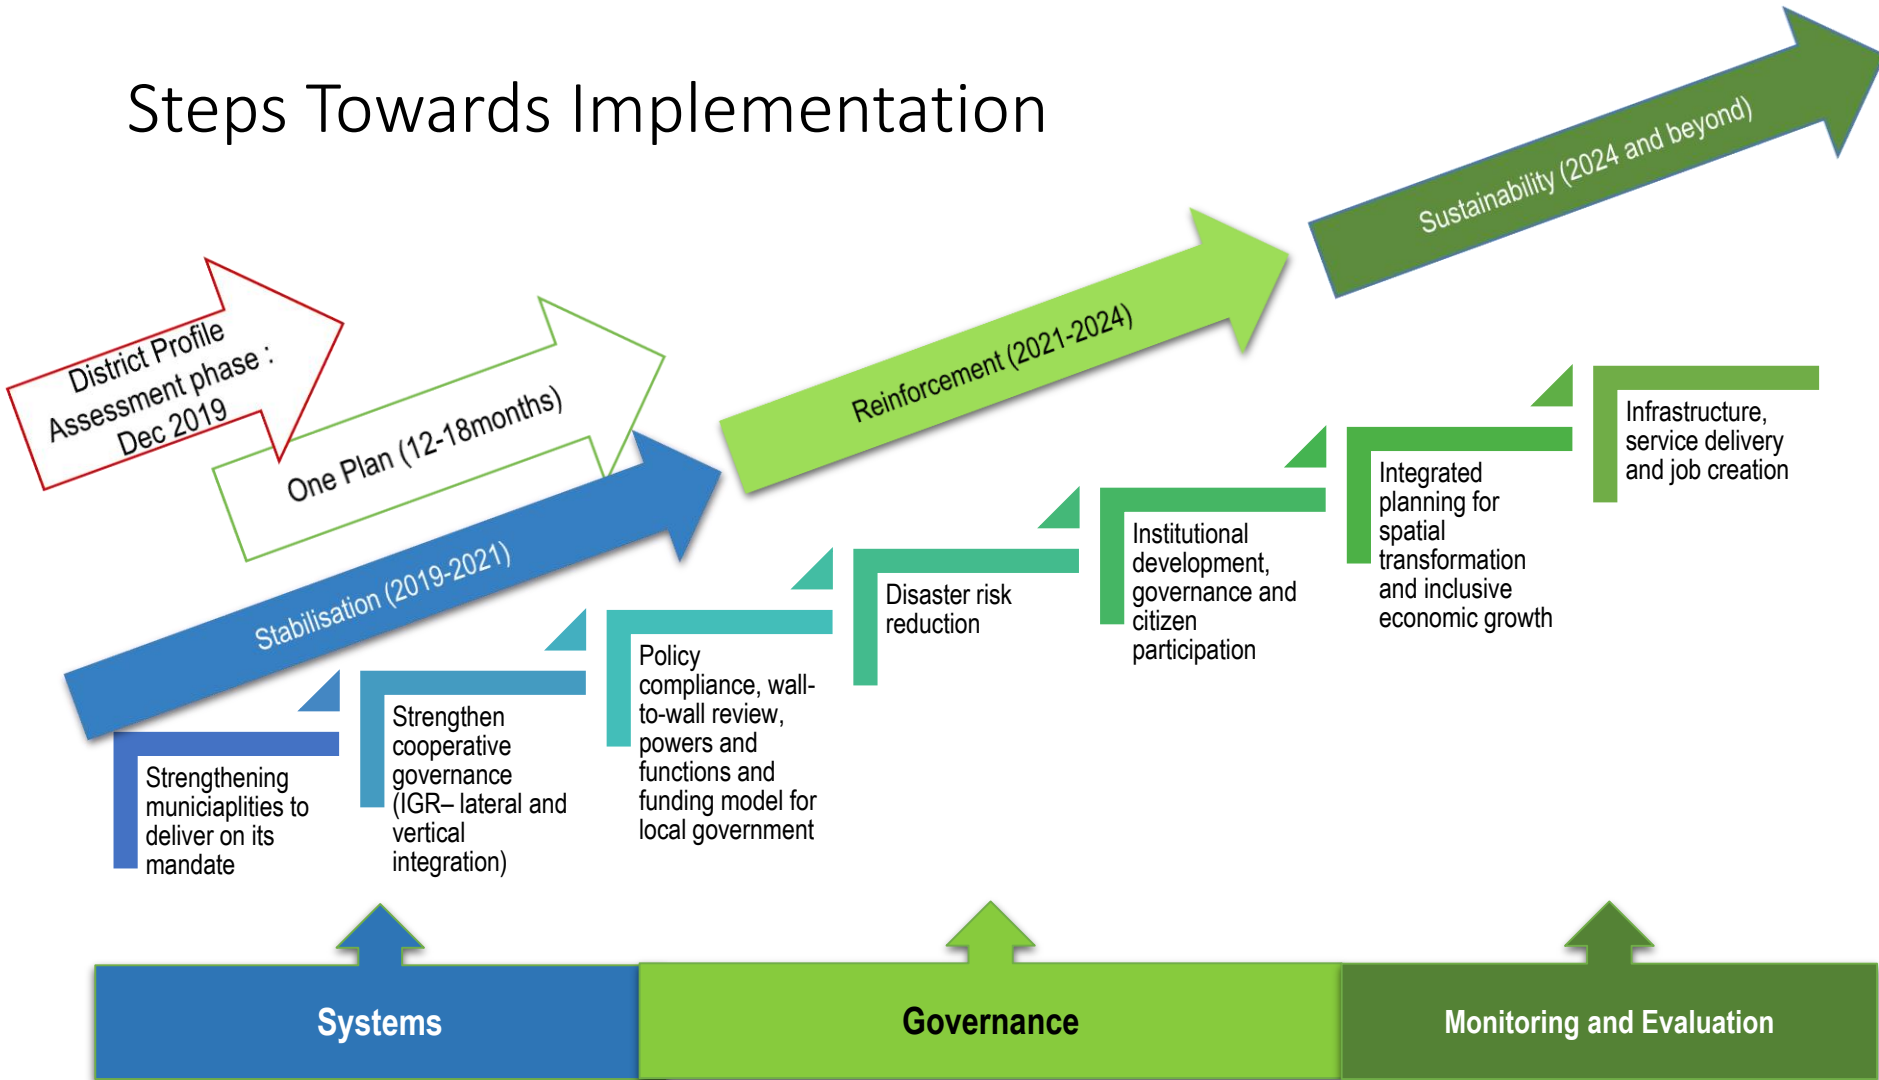 Steps Towards Implementation
Sustainability (2024 and beyond)
Reinforcement (2021-2024)
District Profile
Assessment phase :
Dec 2019
One Plan (12-18months)
Stabilisation (2019-2021)
Strengthening
municiaplities to
deliver on its
mandate
Strengthen
cooperative
governance
(IGR– lateral and
vertical
integration)
Policy
compliance, wall-
to-wall review,
powers and
functions and
funding model for
local government
Disaster risk
reduction
Institutional
development,
governance and
citizen
participation
Integrated
planning for
spatial
transformation
and inclusive
economic growth
Infrastructure,
service delivery
and job creation
Systems
Governance
Monitoring and Evaluation